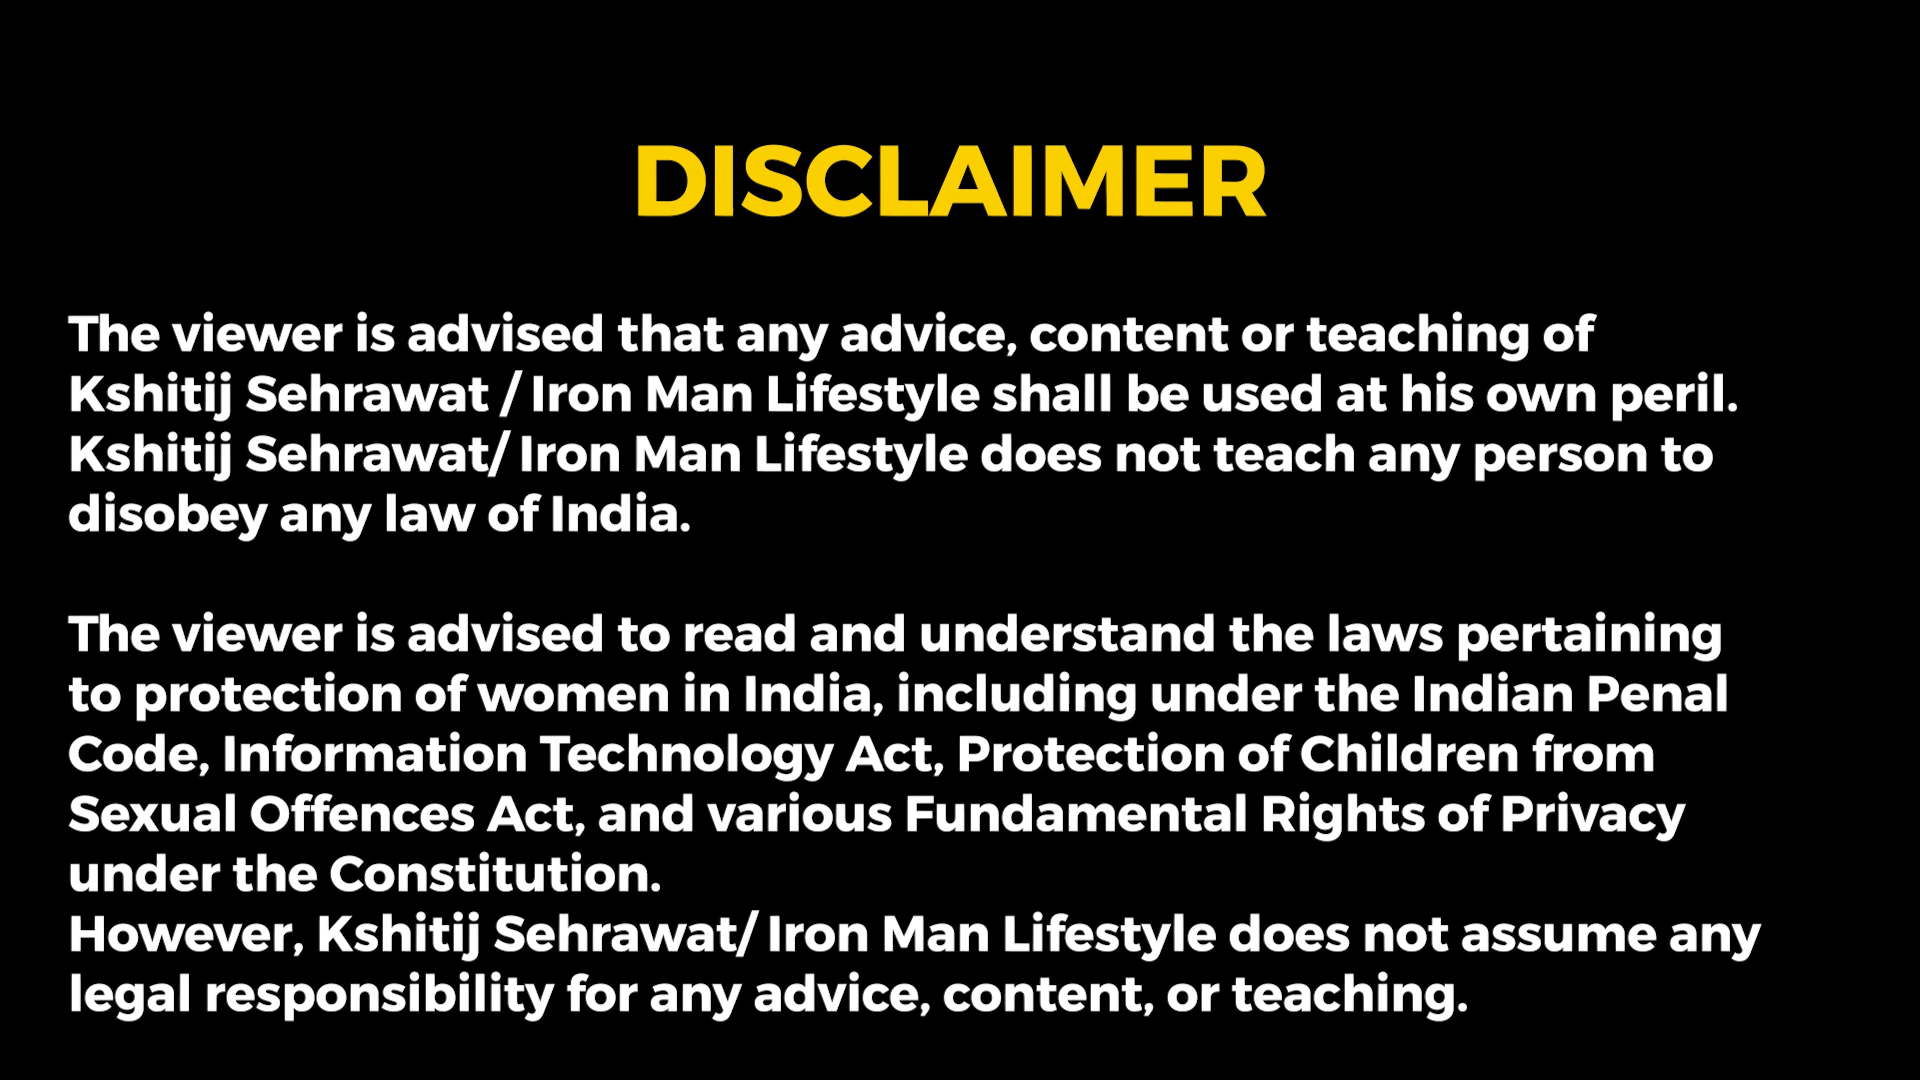 DISCLAIMER
The viewer is advised that any advice, content or teaching of
Kshitij Sehrawat / Iron Man Lifestyle shall be used at his own peril.
Kshitij Sehrawat/ Iron Man Lifestyle does not teach any person to
disobey any law of India.
The viewer is advised to read and understand the laws pertaining
to protection of women in India, including under the Indian Penal
Code, Information Technology Act, Protection of Children from
Sexual Offences Act, and various Fundamental Rights of Privacy
under the Constitution.
However, Kshitij Sehrawat/ Iron Man Lifestyle does not assume any
legal responsibility for any advice, content, or teaching.